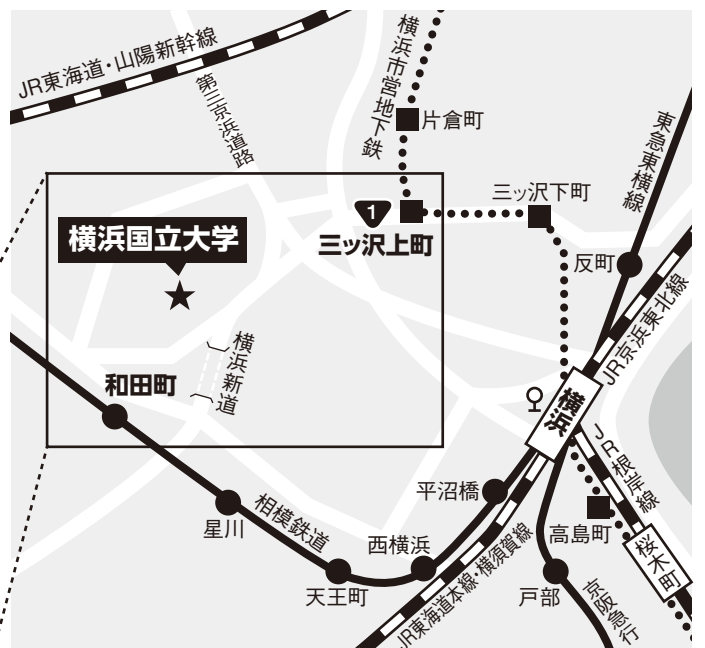 JR東海道・山陽新幹線
第三京浜道路
横浜市営地下鉄
片倉町
東急東横線
1
三ッ沢下町
三ッ沢上町
横浜国立大学
反町
JR京浜東北線
横浜新道
和田町
横浜
JR根岸線
平沼橋
星川
相模鉄道
西横浜
高島町
桜木町
天王町
JR東海道本線・横須賀線
戸部
京阪急行